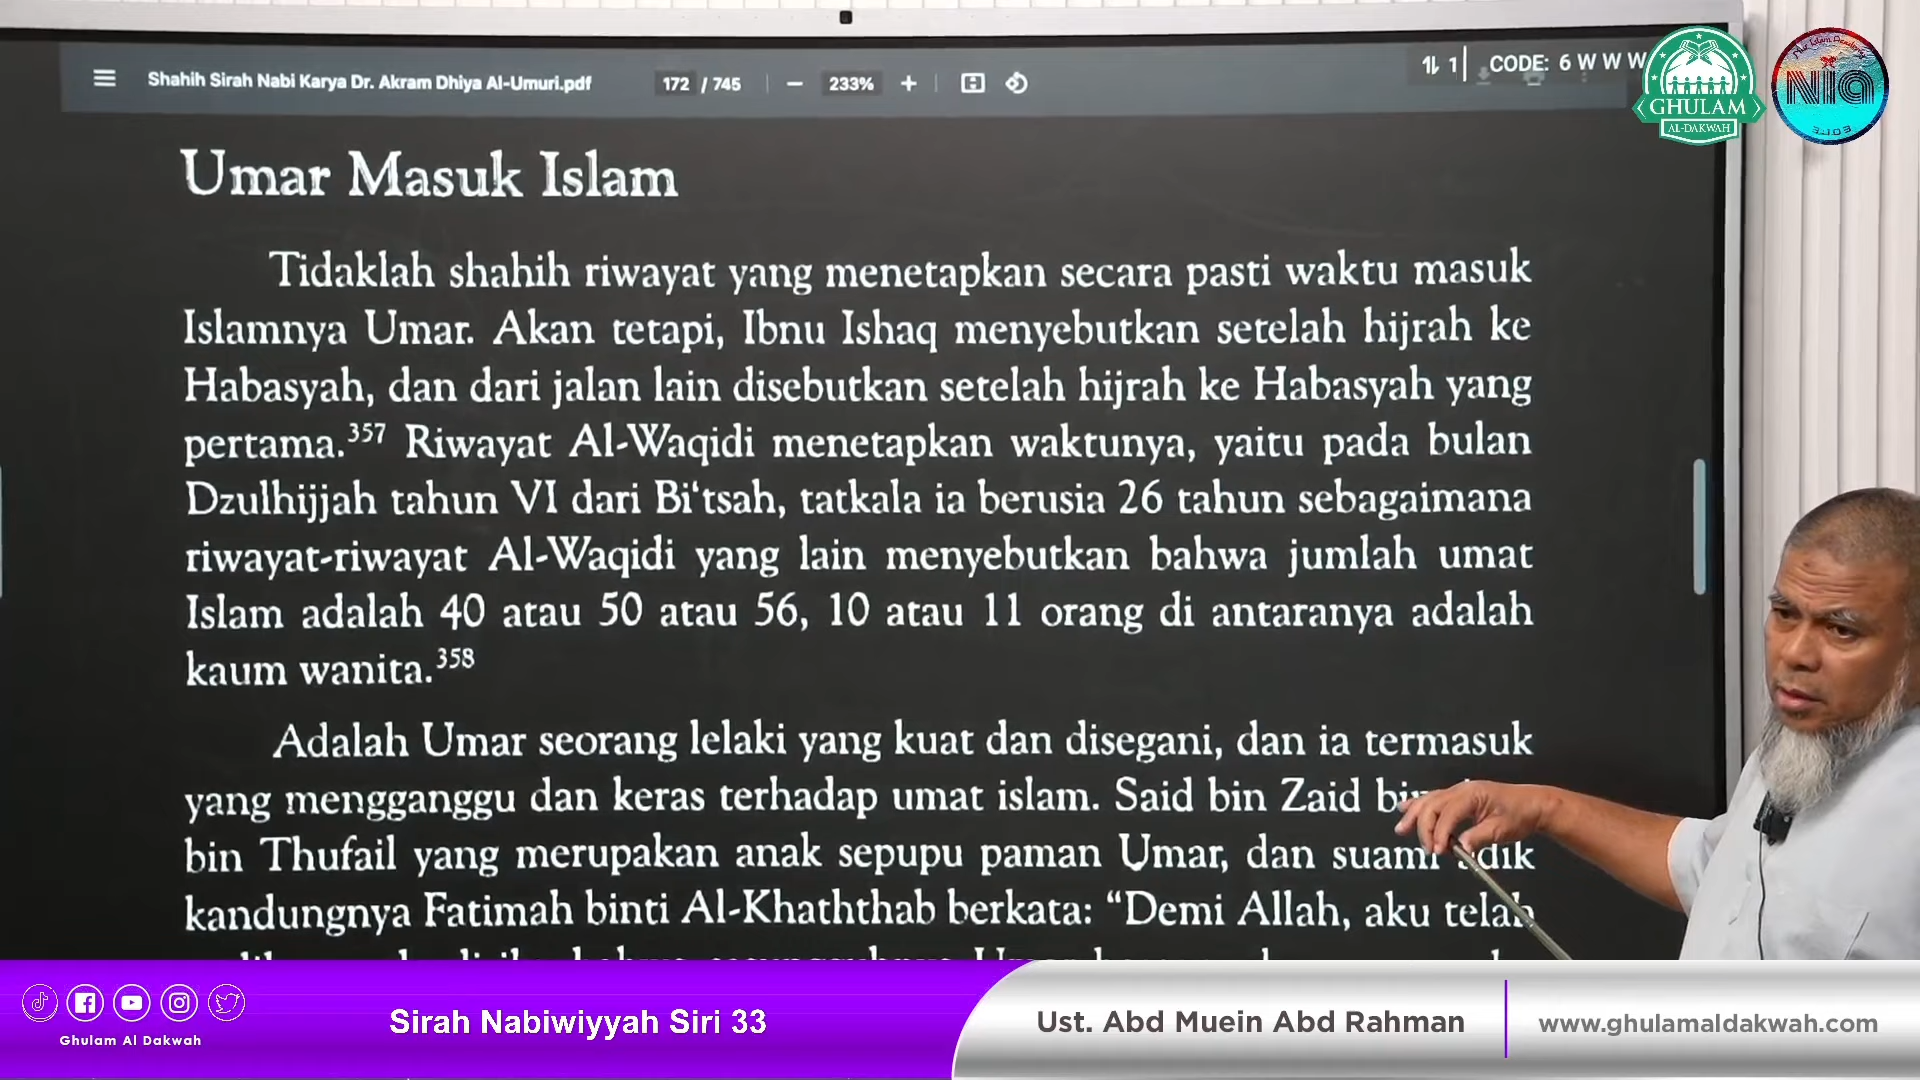 Shahih Sirah Nabi Karya Dr. Akram Dhiya Al-Umuri.pdf
172 / 745
233%
1
CODE: 6 W W W
GHULAM
AL-DAKWAH
Nur Islam Academy
NIA
Umar Masuk Islam
Tidaklah shahih riwayat yang menetapkan secara pasti waktu masuk
Islamnya Umar. Akan tetapi, Ibnu Ishaq menyebutkan setelah hijrah ke
Habasyah, dan dari jalan lain disebutkan setelah hijrah ke Habasyah yang
pertama.357 Riwayat Al-Waqidi menetapkan waktunya, yaitu pada bulan
Dzulhijjah tahun VI dari Bi‘tsah, tatkala ia berusia 26 tahun sebagaimana
riwayat-riwayat Al-Waqidi yang lain menyebutkan bahwa jumlah umat
Islam adalah 40 atau 50 atau 56, 10 atau 11 orang di antaranya adalah
kaum wanita.358
Adalah Umar seorang lelaki yang kuat dan disegani, dan ia termasuk
yang mengganggu dan keras terhadap umat islam. Said bin Zaid
bin Thufail yang merupakan anak sepupu paman Umar, dan suami adik
kandungnya Fatimah binti Al-Khaththab berkata: “Demi Allah, aku telah
Ghulam Al Dakwah
Sirah Nabiwiyyah Siri 33
Ust. Abd Muein Abd Rahman
www.ghulamaldakwah.com